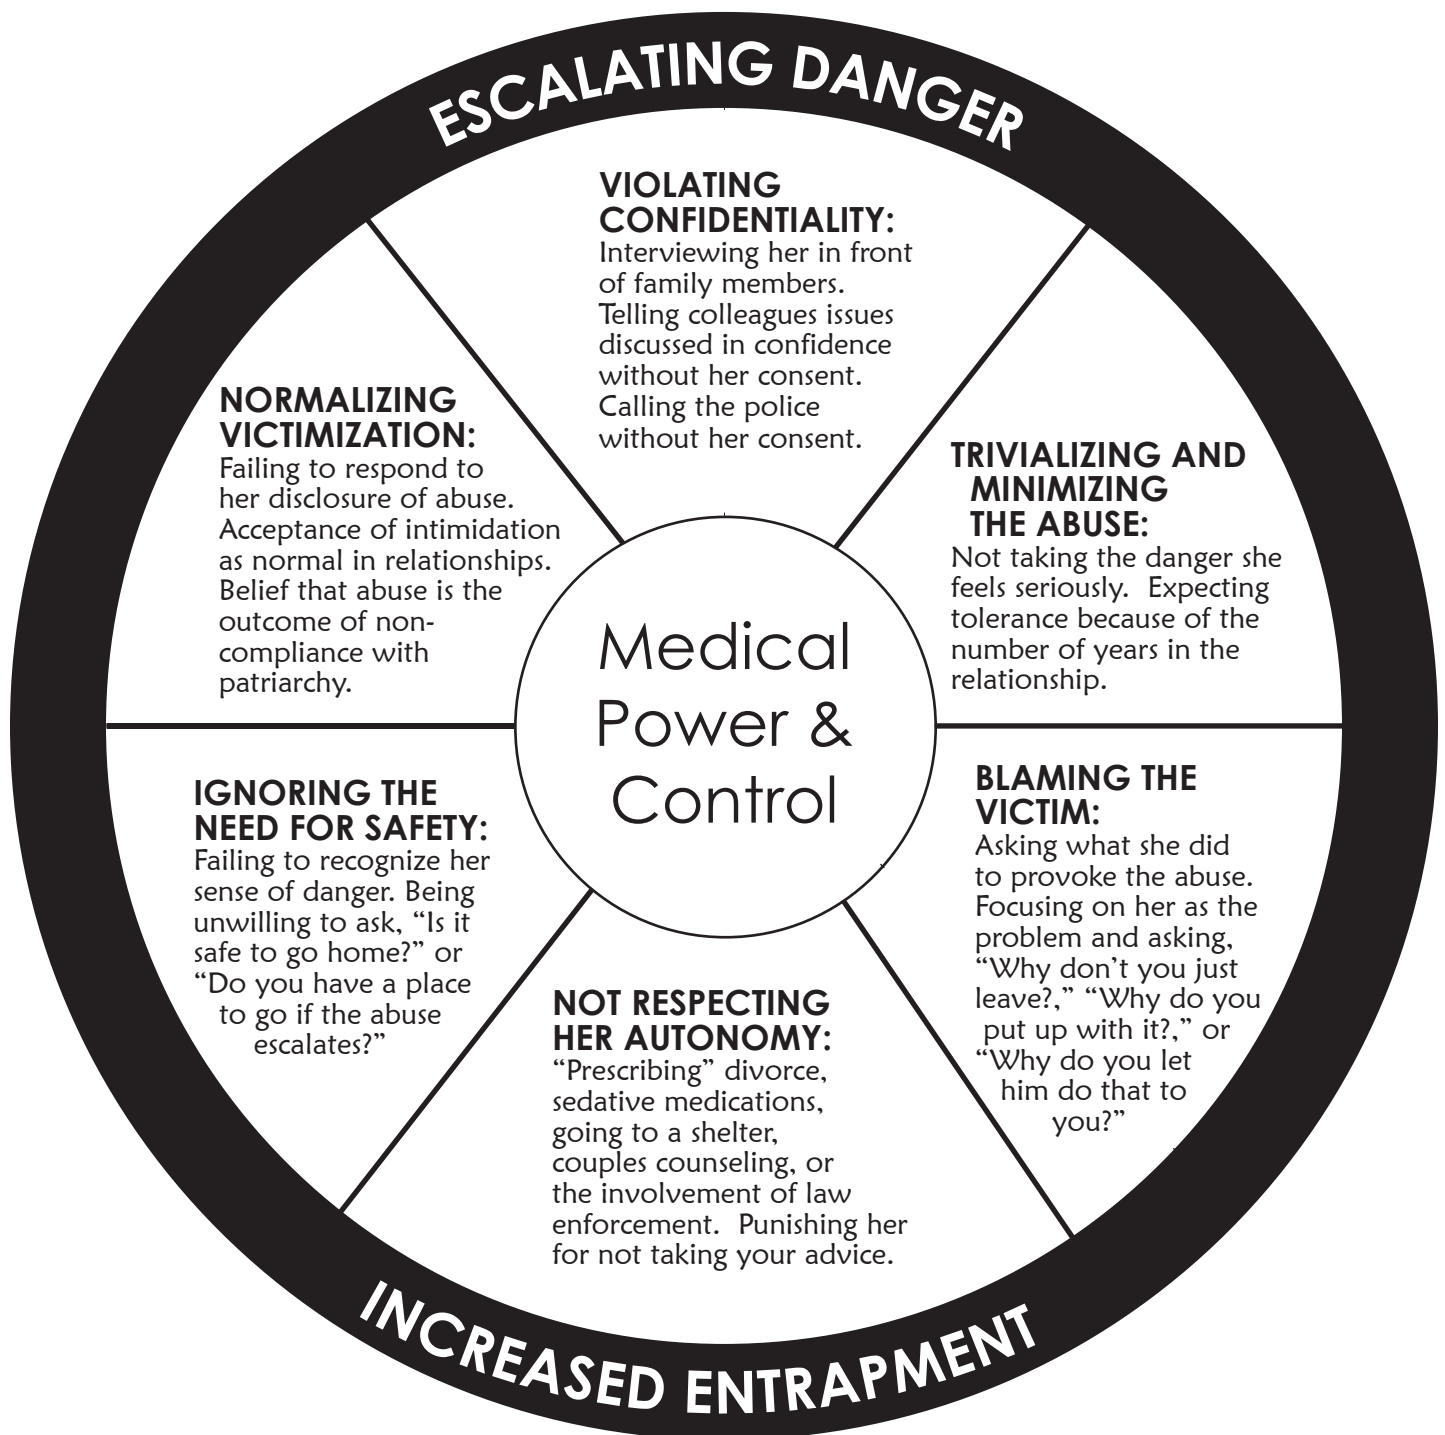 ESCALATING DANGER
VIOLATING
CONFIDENTIALITY:
Interviewing her in front
of family members.
Telling colleagues issues
discussed in confidence
without her consent.
Calling the police
without her consent.
TRIVIALIZING AND
MINIMIZING
THE ABUSE:
Not taking the danger she
feels seriously.  Expecting
tolerance because of the
number of years in the
relationship.
BLAMING THE
VICTIM:
Asking what she did
to provoke the abuse.
Focusing on her as the
problem and asking,
“Why don’t you just
leave?,” “Why do you
put up with it?,” or
“Why do you let
him do that to
you?”
NOT RESPECTING
HER AUTONOMY:
“Prescribing” divorce,
sedative medications,
going to a shelter,
couples counseling, or
the involvement of law
enforcement.  Punishing her
for not taking your advice.
IGNORING THE
NEED FOR SAFETY:
Failing to recognize her
sense of danger. Being
unwilling to ask, “Is it
safe to go home?” or
“Do you have a place
to go if the abuse
escalates?”
NORMALIZING
VICTIMIZATION:
Failing to respond to
her disclosure of abuse.
Acceptance of intimidation
as normal in relationships.
Belief that abuse is the
outcome of non-
compliance with
patriarchy.
Medical
Power &
Control
INCREASED ENTRAPMENT